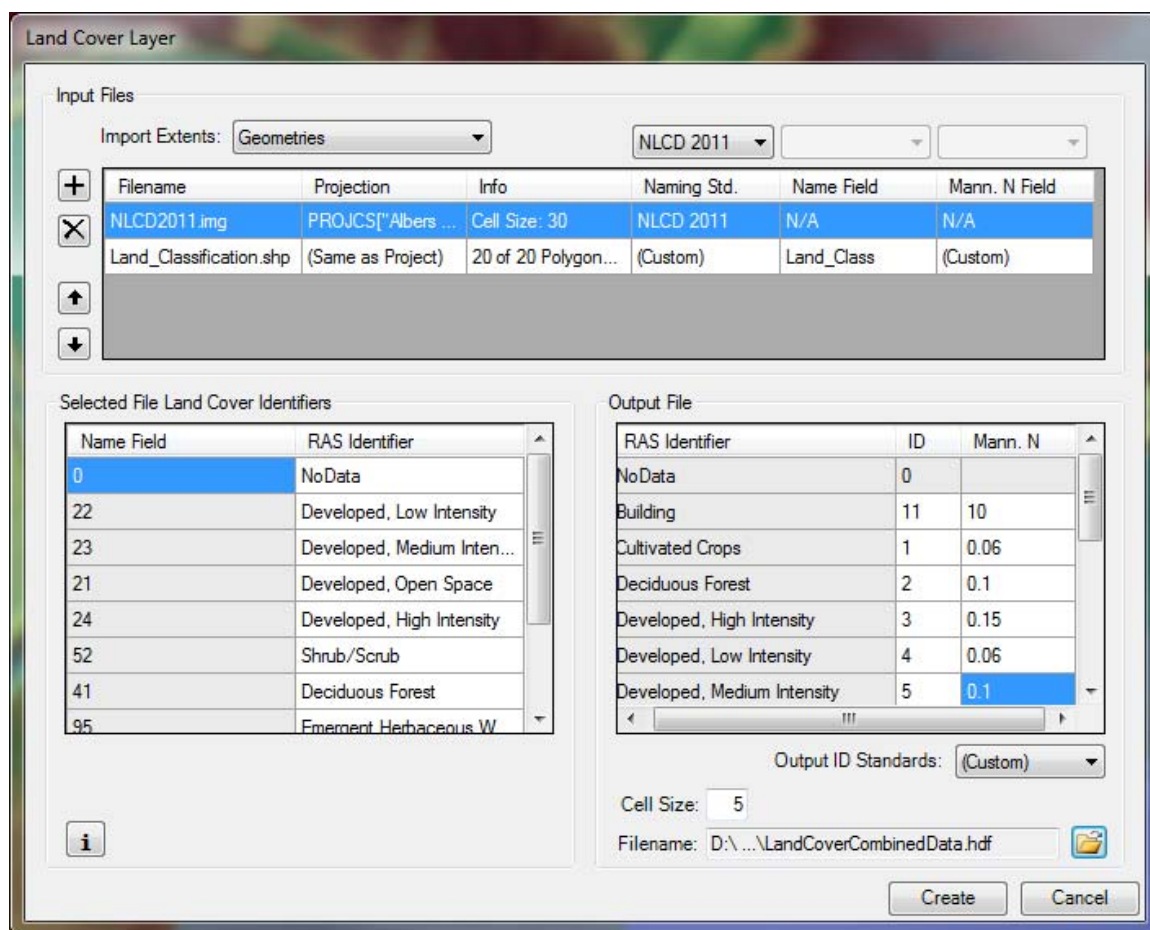 Land Cover Layer
Input Files
Import Extents: Geometries NLCD 2011
Filename Projection Info Naming Std. Name Field Mann. N Field
NLCD2011.img PROJCS["Albers ... Cell Size: 30 NLCD 2011 N/A N/A
Land_Classification.shp (Same as Project) 20 of 20 Polygon... (Custom) Land_Class (Custom)
Selected File Land Cover Identifiers
Name Field RAS Identifier
0 NoData
22 Developed, Low Intensity
23 Developed, Medium Inten...
21 Developed, Open Space
24 Developed, High Intensity
52 Shrub/Scrub
41 Deciduous Forest
95 Emergent Herbaceous W
i
Output File
RAS Identifier ID Mann. N
NoData 0
Building 11 10
Cultivated Crops 1 0.06
Deciduous Forest 2 0.1
Developed, High Intensity 3 0.15
Developed, Low Intensity 4 0.06
Developed, Medium Intensity 5 0.1
Output ID Standards: (Custom)
Cell Size: 5
Filename: D:\ ...\LandCoverCombinedData.hdf
Create Cancel